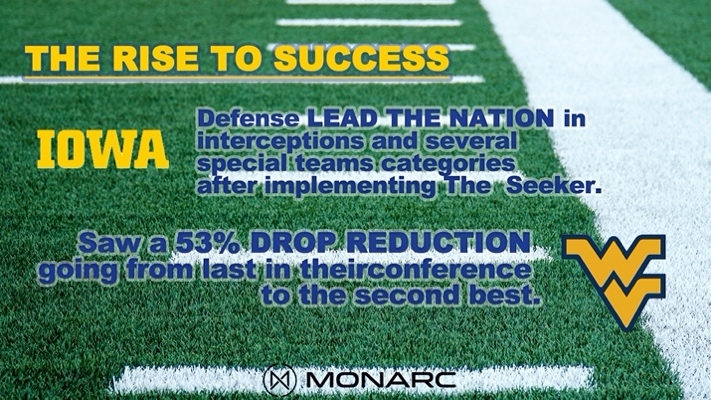 THE RISE TO SUCCESS
IOWA
Defense LEAD THE NATION in
interceptions and several
special teams categories
after implementing The Seeker.
Saw a 53% DROP REDUCTION
going from last in theirconference
to the second best.
WV
MONARC